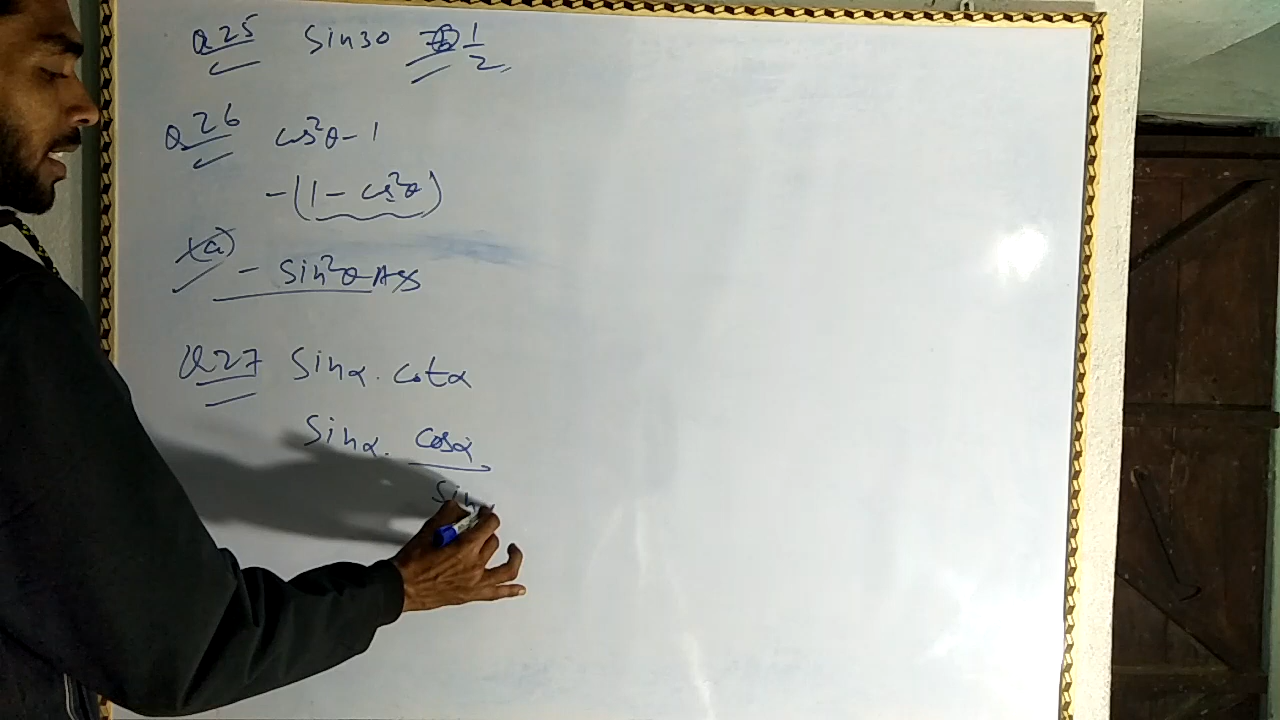 Q25 Sin30 1/2
Q26 cos²θ-1
-(1-cos²θ)
(a)
- Sin²θ Ans
Q27 Sinα. Cotα
Sinα. Cosα
Sin